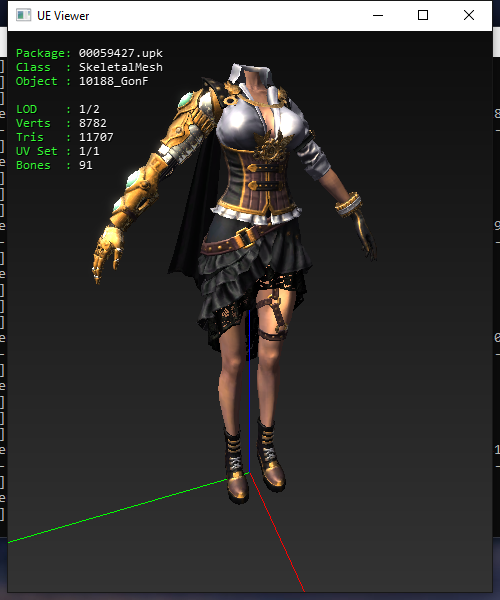 UE Viewer
Package: 00059427.upk
Class  : SkeletalMesh
Object : 10188_GonF
LOD    : 1/2
Verts  : 8782
Tris   : 11707
UV Set : 1/1
Bones  : 91